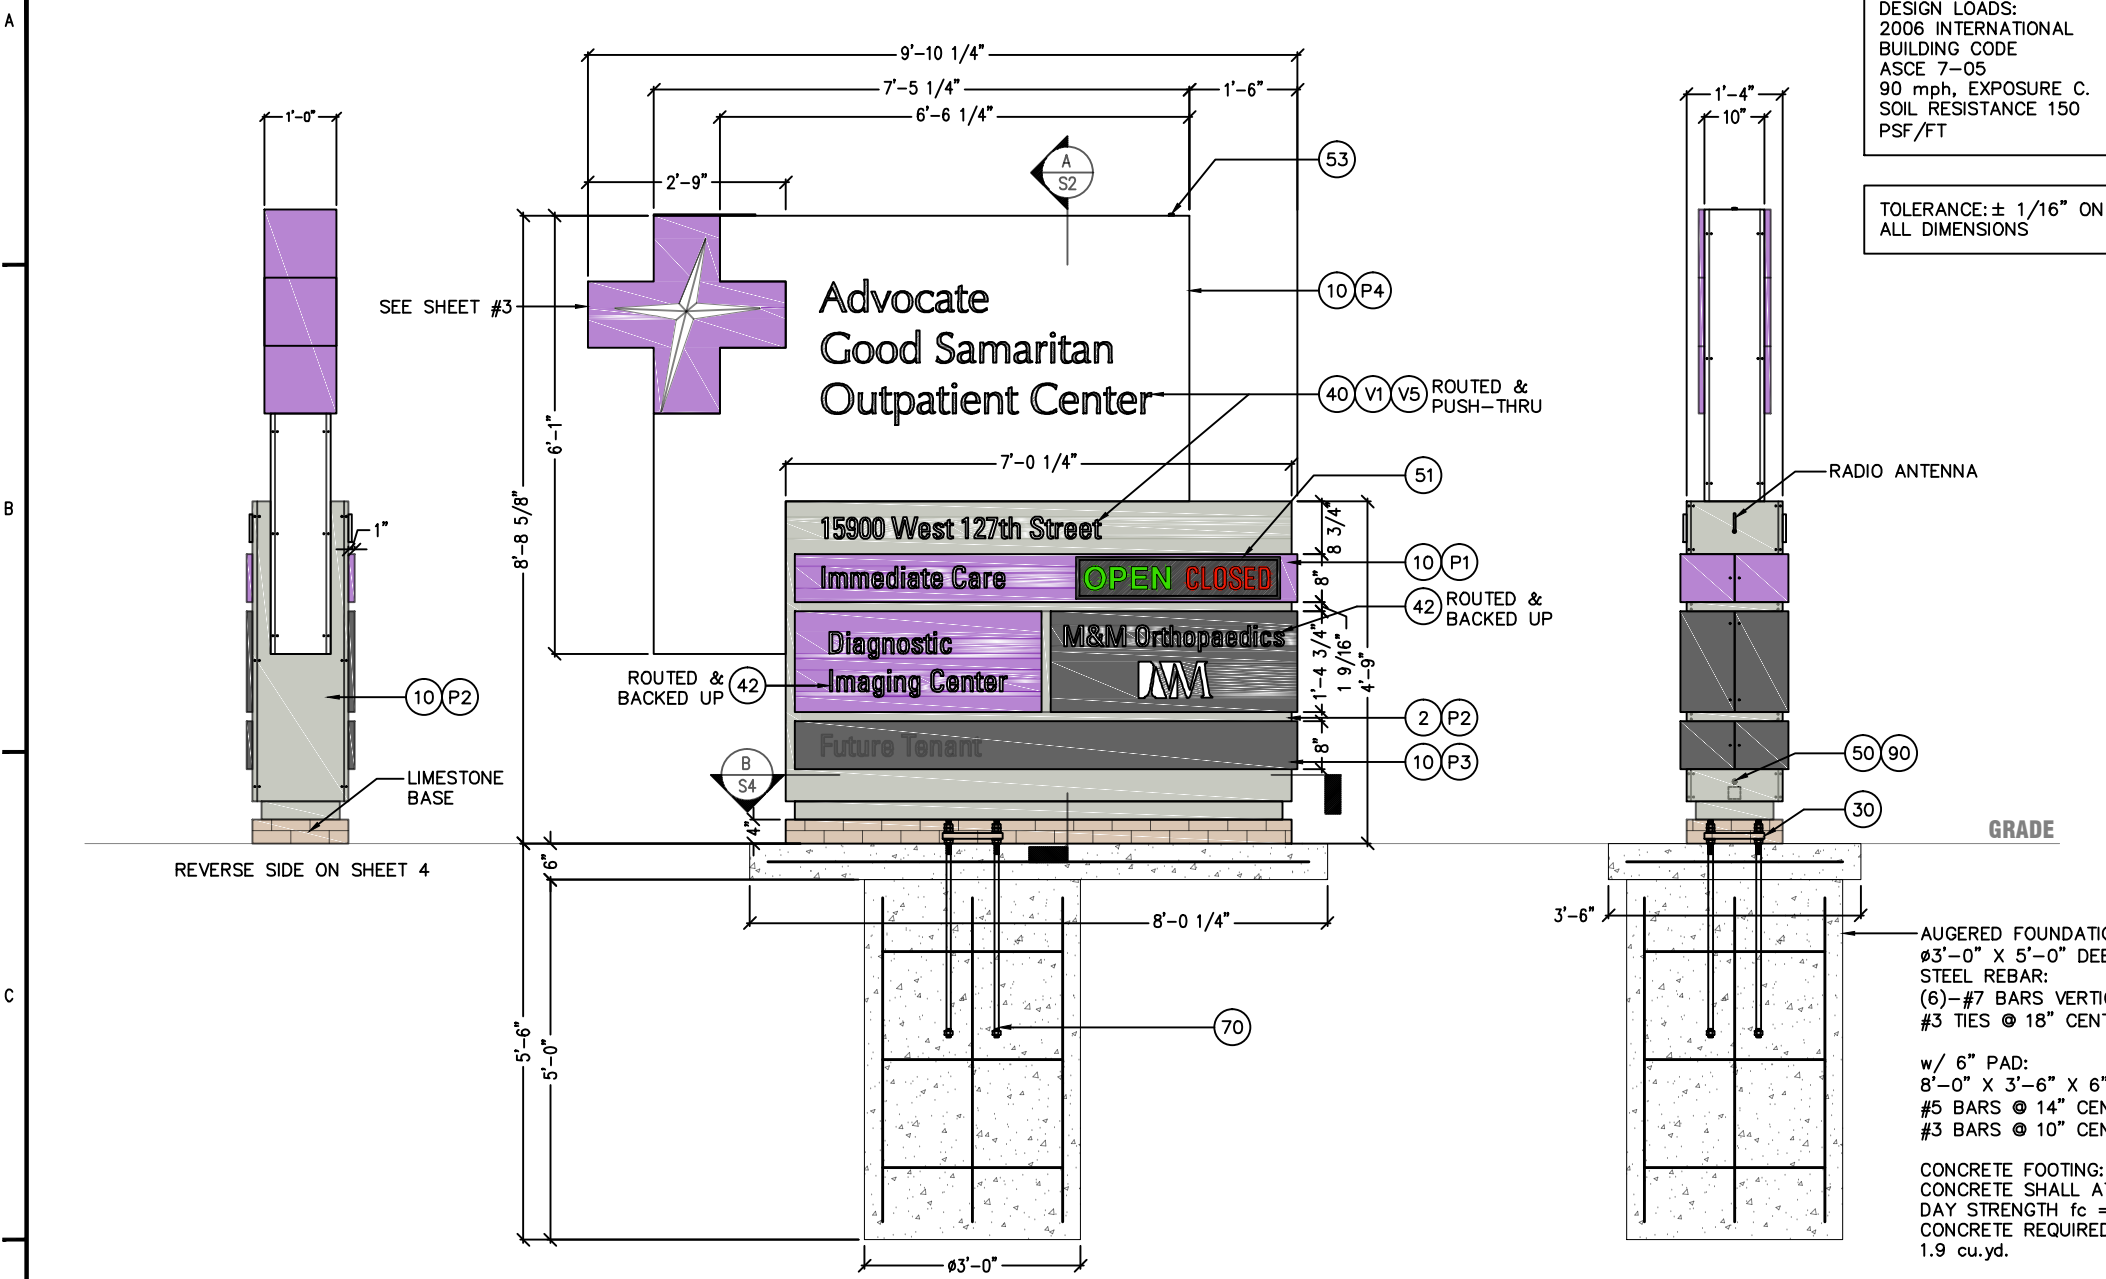 A
B
C
DESIGN LOADS:
2006 INTERNATIONAL
BUILDING CODE
ASCE 7-05
90 mph, EXPOSURE C.
SOIL RESISTANCE 150
PSF/FT
TOLERANCE: ± 1/16" ON
ALL DIMENSIONS
9'-10 1/4"
7'-5 1/4"
1'-6"
6'-6 1/4"
2'-9"
1'-0"
1'-4"
10"
A
S2
53
SEE SHEET #3
Advocate
Good Samaritan
Outpatient Center
10 P4
40 V1 V5 ROUTED &
PUSH-THRU
6'-1"
8'-8 5/8"
7'-0 1/4"
51
RADIO ANTENNA
1"
15900 West 127th Street
8 3/4"
Immediate Care
OPEN CLOSED
10 P1
8"
42 ROUTED &
BACKED UP
Diagnostic
Imaging Center
M&M Orthopaedics
1'-4 3/4"
1 9/16"
4'-9"
ROUTED &
BACKED UP
42
10 P2
2 P2
Future Tenant
8"
10 P3
B
S4
50 90
LIMESTONE
BASE
4"
30
GRADE
REVERSE SIDE ON SHEET 4
6"
8'-0 1/4"
3'-6"
5'-6"
5'-0"
70
ø3'-0"
AUGERED FOUNDATIO
ø3'-0" X 5'-0" DEE
STEEL REBAR:
(6)-#7 BARS VERTI
#3 TIES @ 18" CENT
w/ 6" PAD:
8'-0" X 3'-6" X 6"
#5 BARS @ 14" CEN
#3 BARS @ 10" CEN
CONCRETE FOOTING:
CONCRETE SHALL AT
DAY STRENGTH fc =
CONCRETE REQUIRED
1.9 cu.yd.